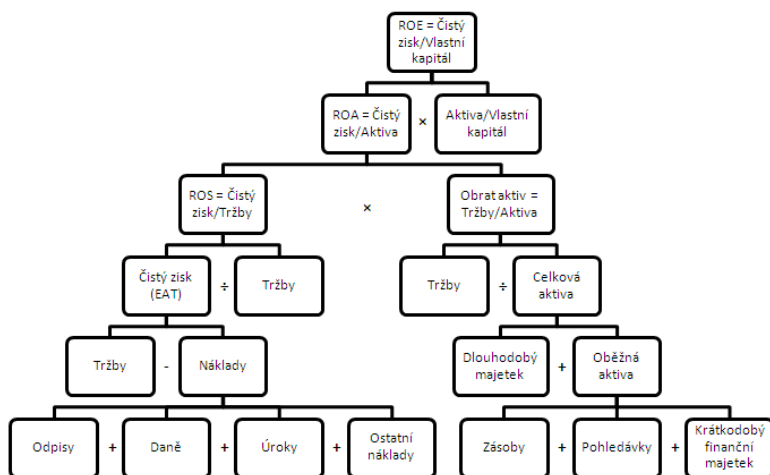 ROE = Čistý
zisk/Vlastní
kapitál
ROA = Čistý
zisk/Aktiva
×
Aktiva/Vlastní
kapitál
ROS = Čistý
zisk/Tržby
×
Obrat aktiv =
Tržby/Aktiva
Čistý zisk
(EAT)
÷
Tržby
Tržby
÷
Celková
aktiva
Tržby
-
Náklady
Dlouhodobý
majetek
+
Oběžná
aktiva
Odpisy
+
Daně
+
Úroky
+
Ostatní
náklady
Zásoby
+
Pohledávky
+
Krátkodobý
finanční
majetek